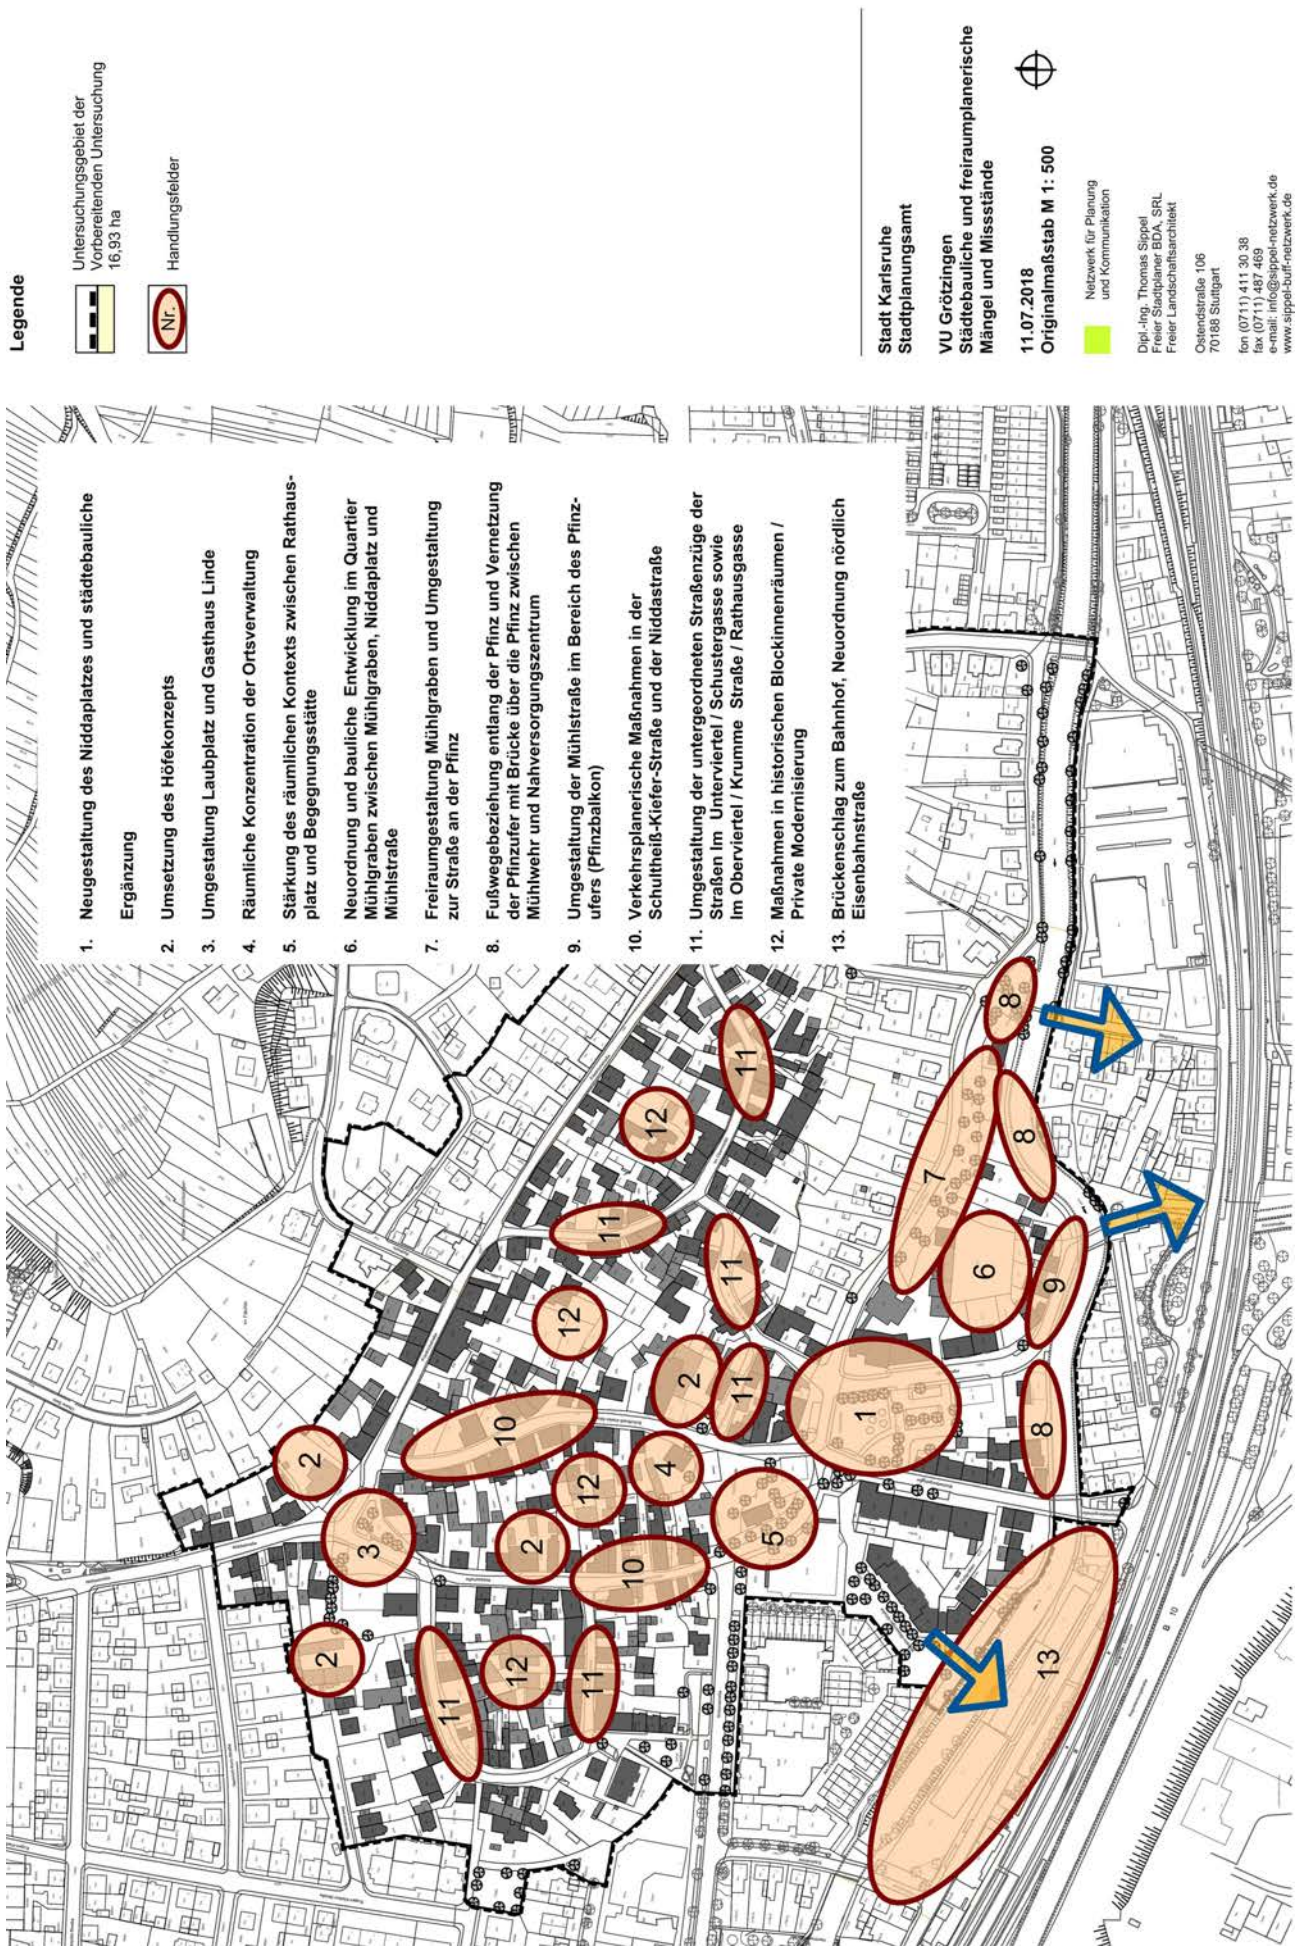 Legende
Untersuchungsgebiet der
Vorbereitenden Untersuchung
16,93 ha
Nr.
Handlungsfelder
1. Neugestaltung des Niddaplatzes und städtebauliche
Ergänzung
2. Umsetzung des Höfekonzepts
3. Umgestaltung Laubplatz und Gasthaus Linde
4. Räumliche Konzentration der Ortsverwaltung
5. Stärkung des räumlichen Kontexts zwischen Rathaus-
platz und Begegnungsstätte
6. Neuordnung und bauliche Entwicklung im Quartier
Mühlgraben zwischen Mühlgraben, Niddaplatz und
Mühlstraße
7. Freiraumgestaltung Mühlgraben und Umgestaltung
zur Straße an der Pfinz
8. Fußwegebeziehung entlang der Pfinz und Vernetzung
der Pfinzufer mit Brücke über die Pfinz zwischen
Mühlwehr und Nahversorgungszentrum
9. Umgestaltung der Mühlstraße im Bereich des Pfinz-
ufers (Pfinzbalkon)
10. Verkehrsplanerische Maßnahmen in der
Schultheiß-Kiefer-Straße und der Niddastraße
11. Umgestaltung der untergeordneten Straßenzüge der
Straßen Im Unterviertel / Schustergasse sowie
Im Oberviertel / Krumme Straße / Rathausgasse
12. Maßnahmen in historischen Blockinnenräumen /
Private Modernisierung
13. Brückenschlag zum Bahnhof, Neuordnung nördlich
Eisenbahnstraße
2
2
3
11
12
11
2
10
12
10
4
5
2
11
12
11
11
12
11
1
6
7
8
8
9
8
13
Stadt Karlsruhe
Stadtplanungsamt
VU Grötzingen
Städtebauliche und freiraumplanerische
Mängel und Missstände
11.07.2018
Originalmaßstab M 1: 500
Netzwerk für Planung
und Kommunikation
Dipl.-Ing. Thomas Sippel
Freier Stadtplaner BDA, SRL
Freier Landschaftsarchitekt
Ostendstraße 106
70188 Stuttgart
fon (0711) 411 30 38
fax (0711) 487 469
e-mail: info@sippel-netzwerk.de
www.sippel-buff-netzwerk.de